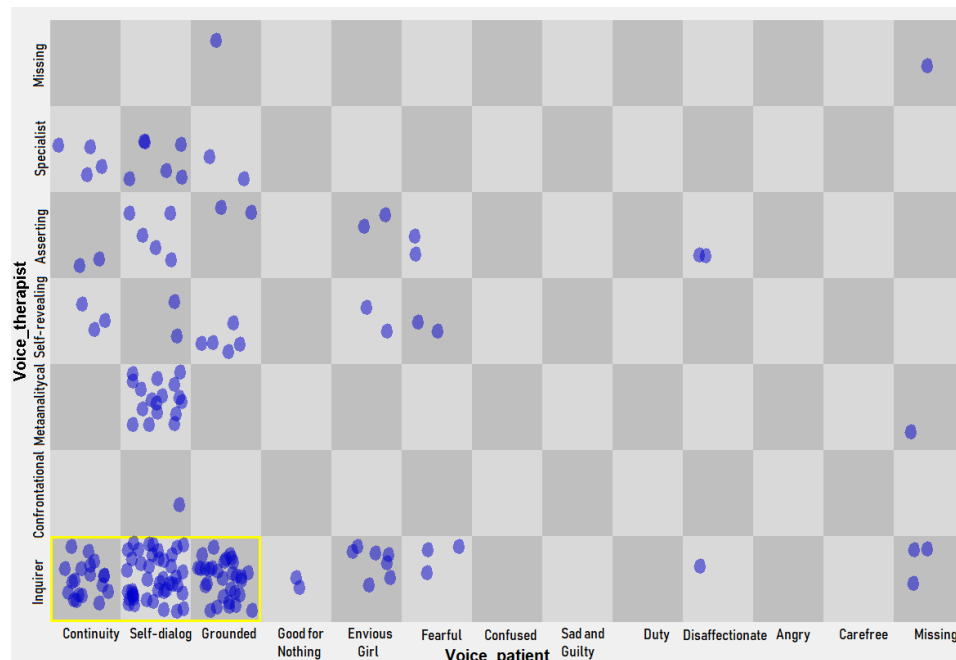 Voice_therapist
Missing
Specialist
Asserting
Self-revealing
Metaanalitycal
Confrontational
Inquirer
Continuity Self-dialog Grounded Good for Nothing Envious Girl Fearful Confused Sad and Guilty Duty Disaffectionate Angry Carefree Missing
Voice_patient